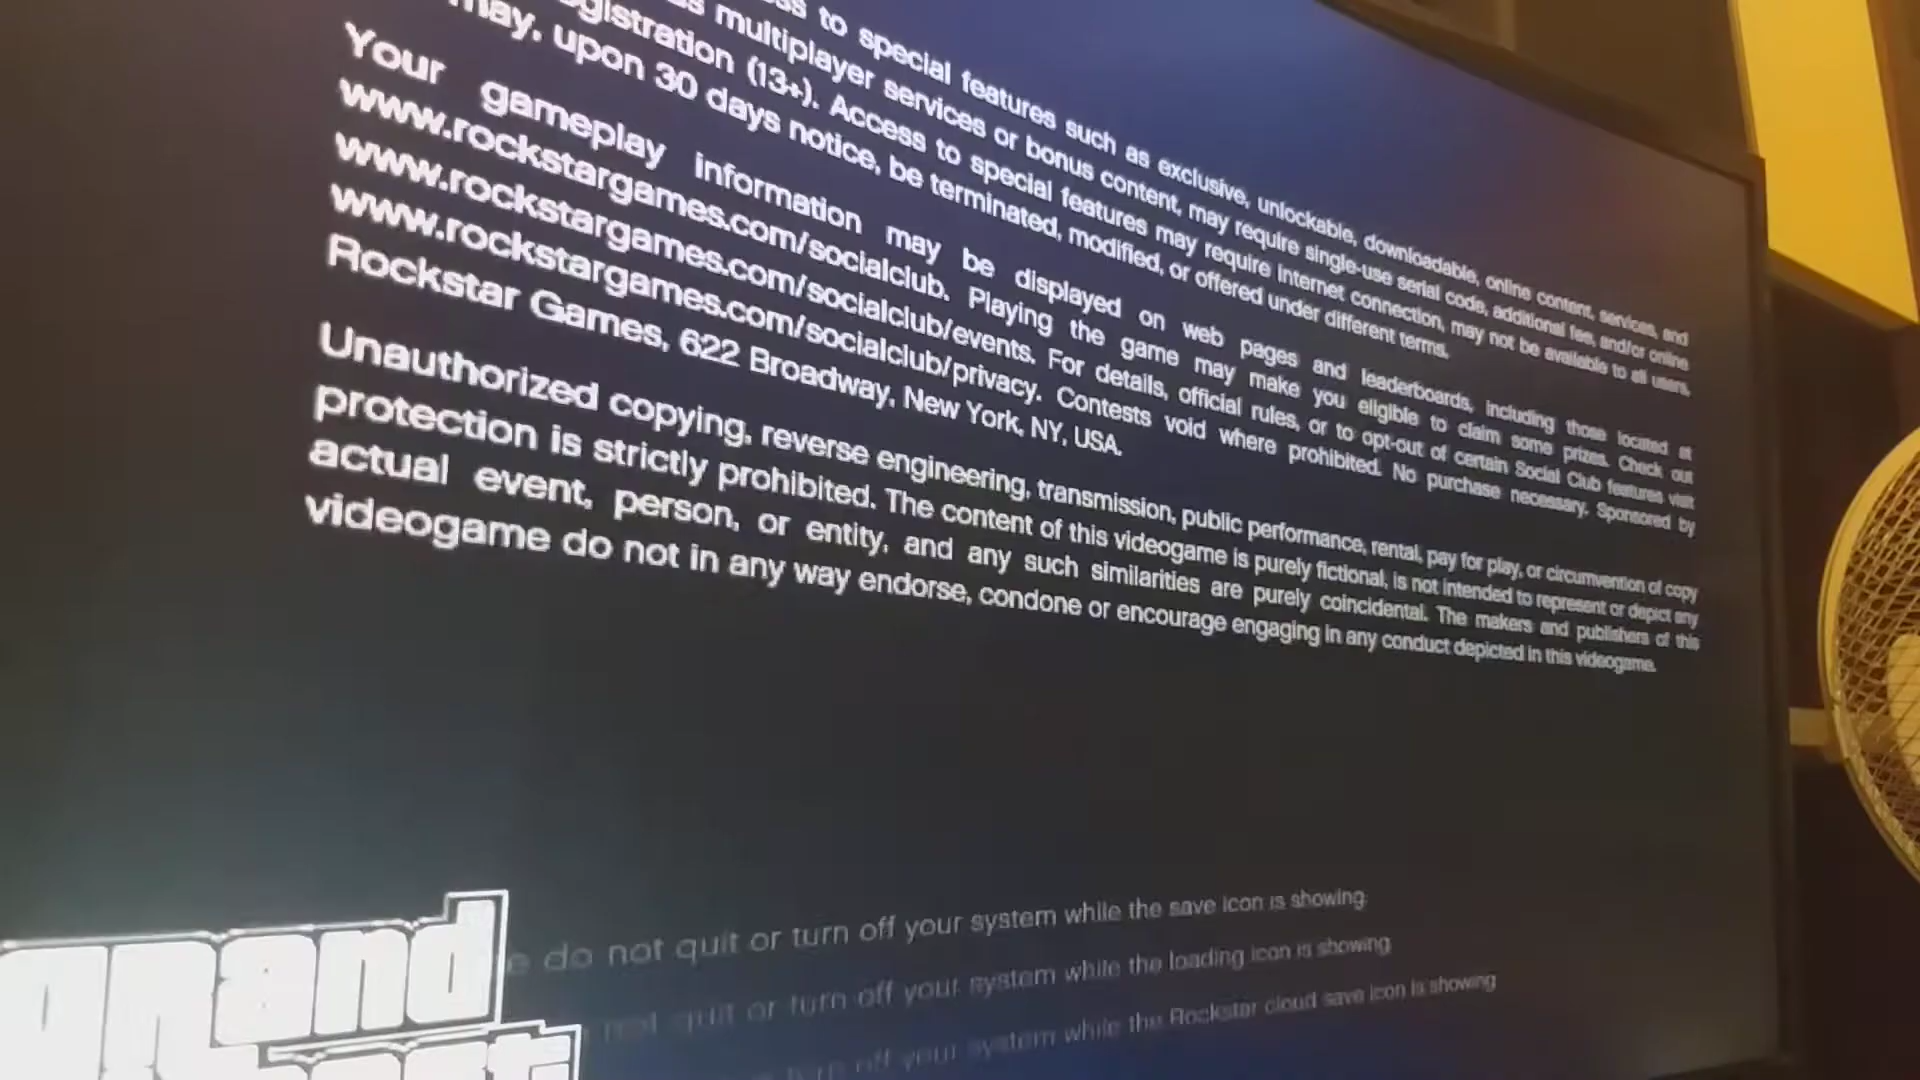 to special features such as exclusive, unlockable, downloadable, online content, services, and
multiplayer services or bonus content, may require single-use serial code, additional fee, and/or online
registration (13+). Access to special features may require internet connection, may not be available to all users,
may, upon 30 days notice, be terminated, modified, or offered under different terms.
Your gameplay information may be displayed on web pages and leaderboards, including those located at
www.rockstargames.com/socialclub. Playing the game may make you eligible to claim some prizes. Check out
www.rockstargames.com/socialclub/events. For details, official rules, or to opt-out of certain Social Club features visit
www.rockstargames.com/socialclub/privacy. Contests void where prohibited. No purchase necessary. Sponsored by
Rockstar Games, 622 Broadway, New York, NY, USA.
Unauthorized copying, reverse engineering, transmission, public performance, rental, pay for play, or circumvention of copy
protection is strictly prohibited. The content of this videogame is purely fictional, is not intended to represent or depict any
actual event, person, or entity, and any such similarities are purely coincidental. The makers and publishers of this
videogame do not in any way endorse, condone or encourage engaging in any conduct depicted in this videogame.
do not quit or turn off your system while the save icon is showing.
not quit or turn off your system while the loading icon is showing.
turn off your system while the Rockstar cloud save icon is showing
grand